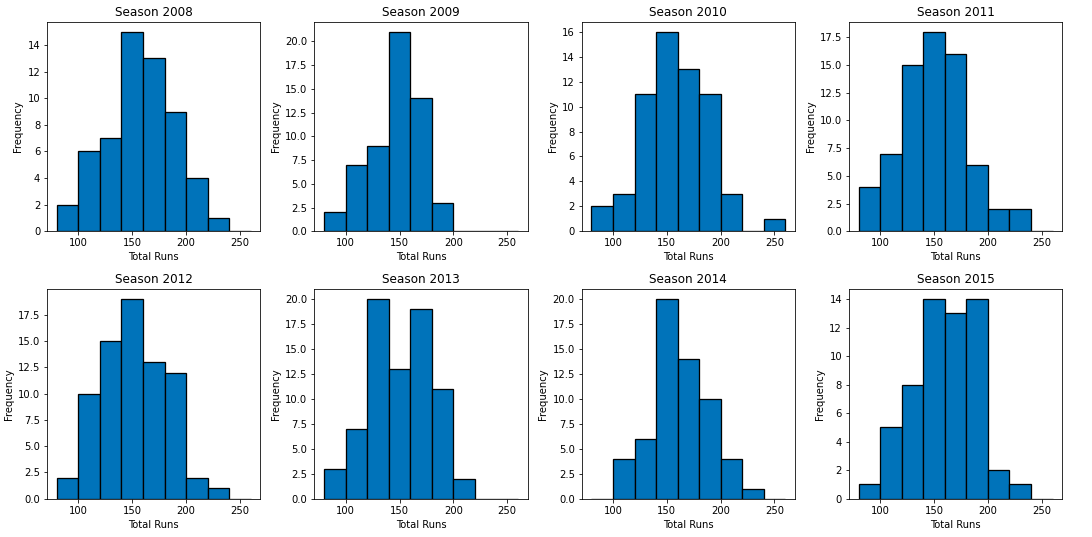 Season 2008
Season 2009
Season 2010
Season 2011
Frequency
14
12
10
8
6
4
2
0
100 150 200 250
Total Runs
Frequency
20.0
17.5
15.0
12.5
10.0
7.5
5.0
2.5
0.0
100 150 200 250
Total Runs
Frequency
16
14
12
10
8
6
4
2
0
100 150 200 250
Total Runs
Frequency
17.5
15.0
12.5
10.0
7.5
5.0
2.5
0.0
100 150 200 250
Total Runs
Season 2012
Season 2013
Season 2014
Season 2015
Frequency
17.5
15.0
12.5
10.0
7.5
5.0
2.5
0.0
100 150 200 250
Total Runs
Frequency
20.0
17.5
15.0
12.5
10.0
7.5
5.0
2.5
0.0
100 150 200 250
Total Runs
Frequency
20.0
17.5
15.0
12.5
10.0
7.5
5.0
2.5
0.0
100 150 200 250
Total Runs
Frequency
14
12
10
8
6
4
2
0
100 150 200 250
Total Runs